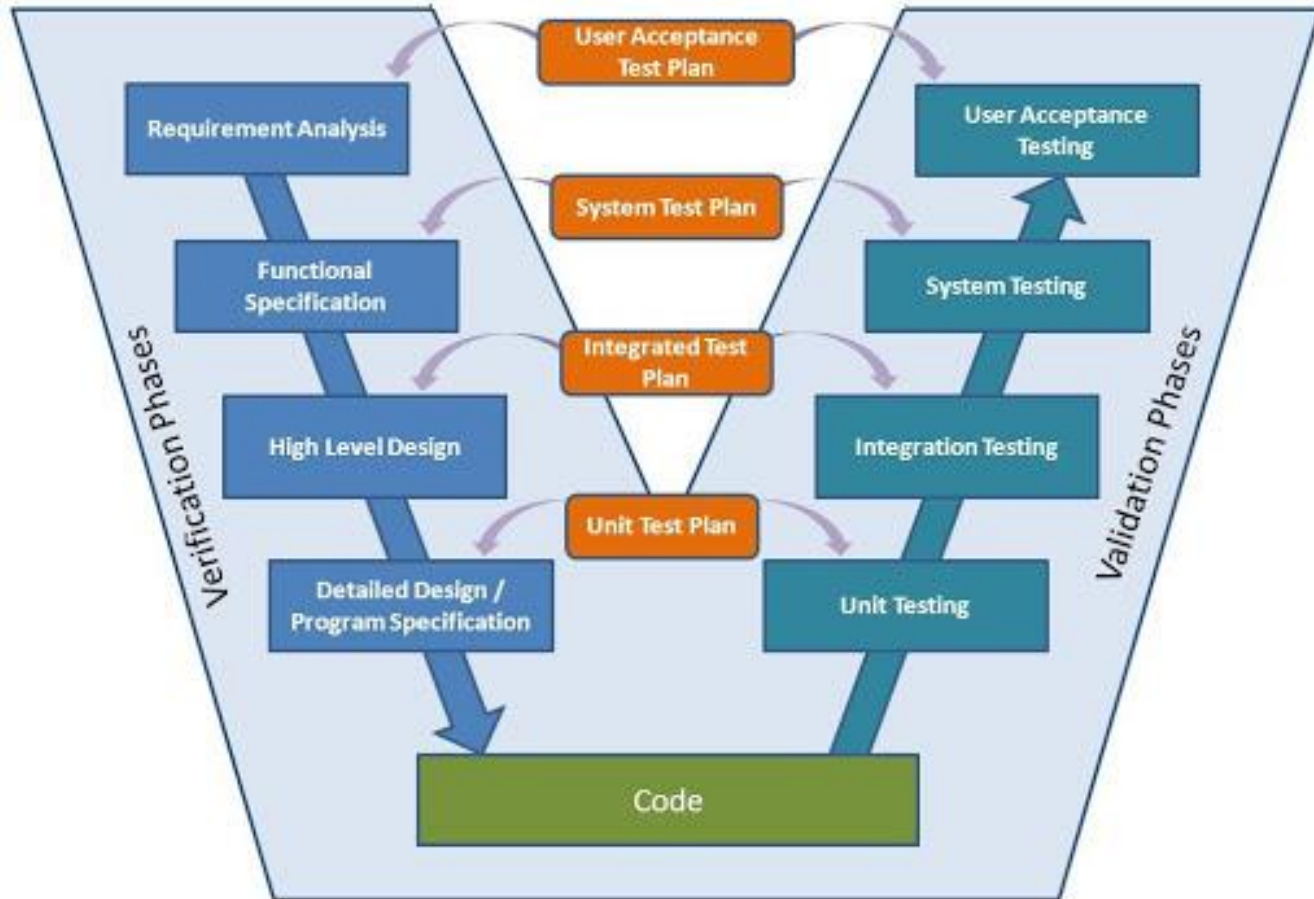 User Acceptance
Test Plan
Requirement Analysis
User Acceptance
Testing
System Test Plan
Functional
Specification
System Testing
Integrated Test
Plan
High Level Design
Integration Testing
Verification Phases
Validation Phases
Unit Test Plan
Detailed Design /
Program Specification
Unit Testing
Code